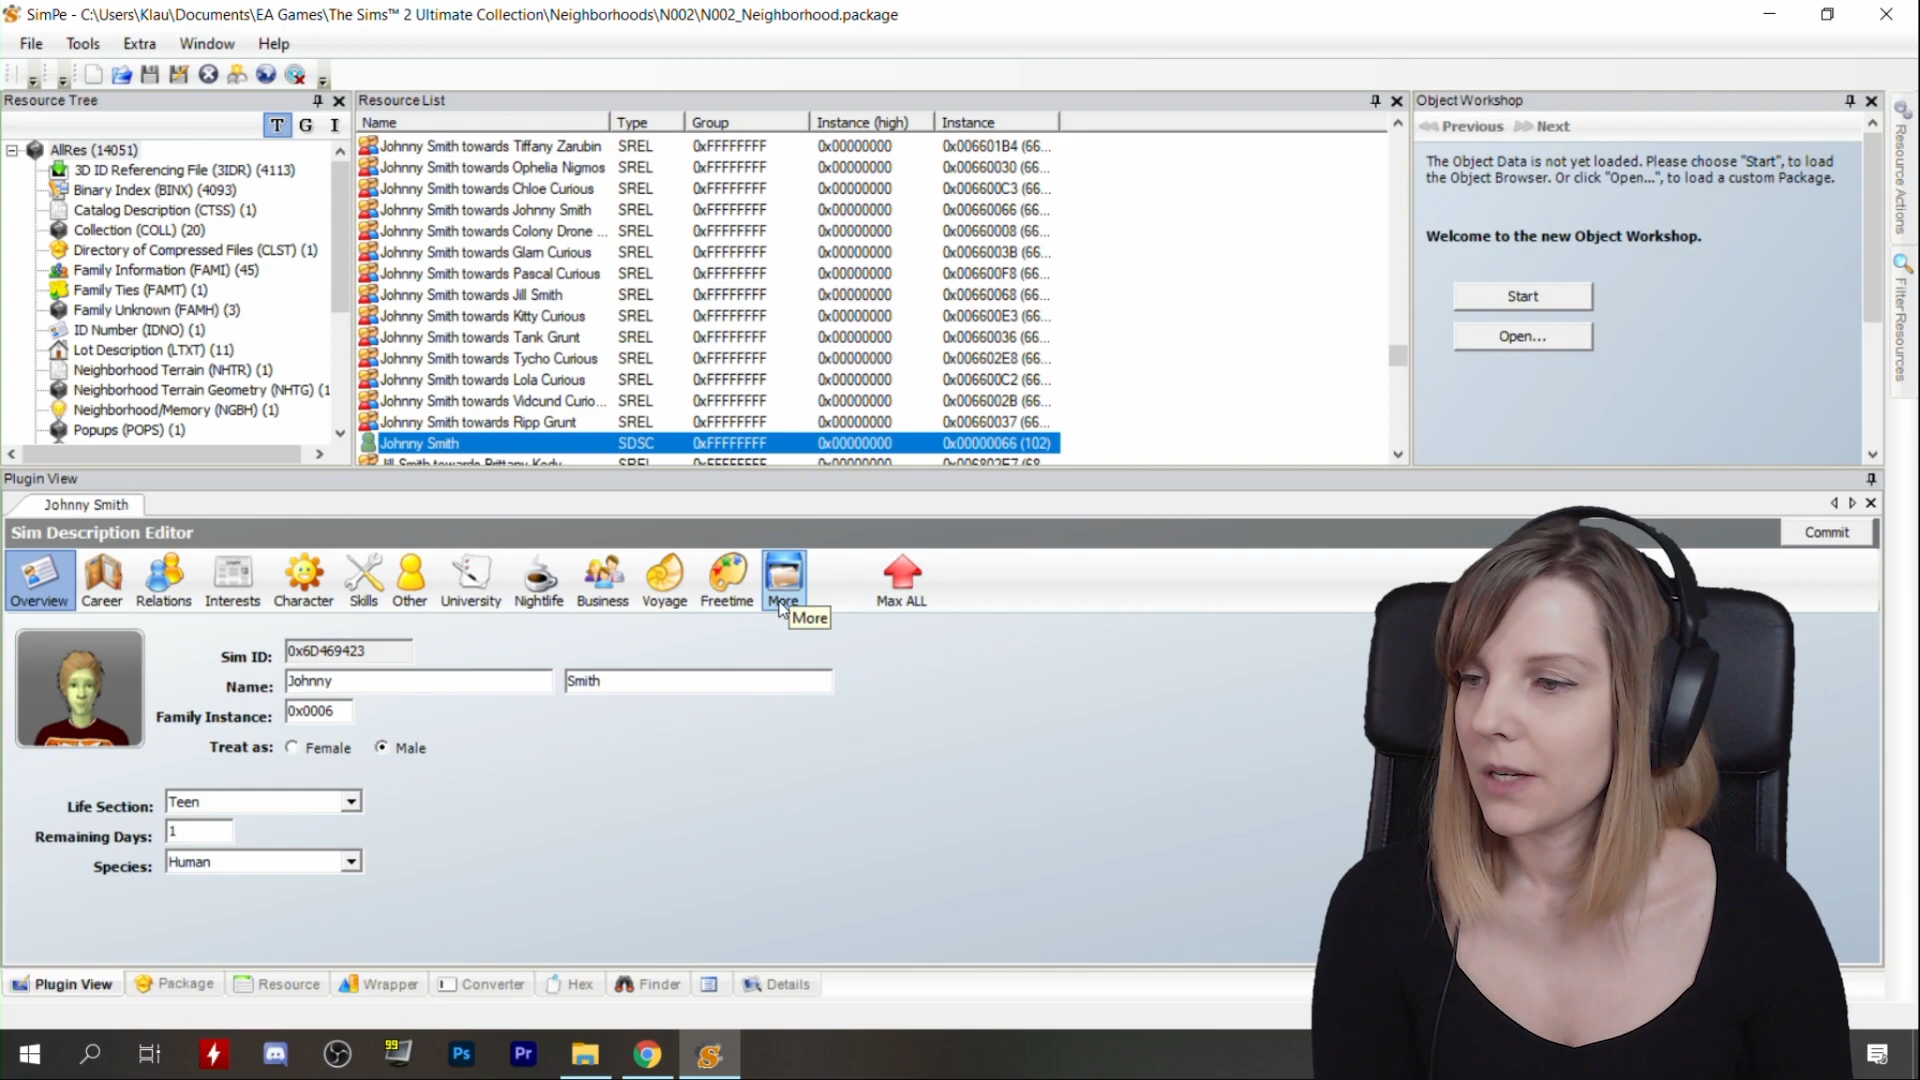 SimPe - C:\Users\Klau\Documents\EA Games\The Sims™ 2 Ultimate Collection\Neighborhoods\N002\N002_Neighborhood.package
File Tools Extra Window Help
Resource Tree
T G I
AllRes (14051)
3D ID Referencing File (3IDR) (4113)
Binary Index (BINX) (4093)
Catalog Description (CTSS) (1)
Collection (COLL) (20)
Directory of Compressed Files (CLST) (1)
Family Information (FAMI) (45)
Family Ties (FAMT) (1)
Family Unknown (FAMH) (3)
ID Number (IDNO) (1)
Lot Description (LTXT) (11)
Neighborhood Terrain (NHTR) (1)
Neighborhood Terrain Geometry (NHTG) (1
Neighborhood/Memory (NGBH) (1)
Popups (POPS) (1)
Resource List
Name Type Group Instance (high) Instance
Johnny Smith towards Tiffany Zarubin SREL 0xFFFFFFFF 0x00000000 0x006601B4 (66...
Johnny Smith towards Ophelia Nigmos SREL 0xFFFFFFFF 0x00000000 0x00660030 (66...
Johnny Smith towards Chloe Curious SREL 0xFFFFFFFF 0x00000000 0x006600C3 (66...
Johnny Smith towards Johnny Smith SREL 0xFFFFFFFF 0x00000000 0x00660066 (66...
Johnny Smith towards Colony Drone ... SREL 0xFFFFFFFF 0x00000000 0x00660008 (66...
Johnny Smith towards Glam Curious SREL 0xFFFFFFFF 0x00000000 0x0066003B (66...
Johnny Smith towards Pascal Curious SREL 0xFFFFFFFF 0x00000000 0x006600F8 (66...
Johnny Smith towards Jill Smith SREL 0xFFFFFFFF 0x00000000 0x00660068 (66...
Johnny Smith towards Kitty Curious SREL 0xFFFFFFFF 0x00000000 0x006600E3 (66...
Johnny Smith towards Tank Grunt SREL 0xFFFFFFFF 0x00000000 0x00660036 (66...
Johnny Smith towards Tycho Curious SREL 0xFFFFFFFF 0x00000000 0x006602E8 (66...
Johnny Smith towards Lola Curious SREL 0xFFFFFFFF 0x00000000 0x006600C2 (66...
Johnny Smith towards Vidcund Curio... SREL 0xFFFFFFFF 0x00000000 0x0066002B (66...
Johnny Smith towards Ripp Grunt SREL 0xFFFFFFFF 0x00000000 0x00660037 (66...
Johnny Smith SDSC 0xFFFFFFFF 0x00000000 0x00000066 (102)
Jill Smith towards Brittany SREL 0xFFFFFFFF 0x00000000 0x006802E7 (68
Object Workshop
Previous Next
The Object Data is not yet loaded. Please choose "Start", to load
the Object Browser. Or click "Open...", to load a custom Package.
Welcome to the new Object Workshop.
Start
Open...
Resource Actions
Filter Resources
Plugin View
Johnny Smith
Sim Description Editor Commit
Overview Career Relations Interests Character Skills Other University Nightlife Business Voyage Freetime More Max ALL
More
Sim ID: 0x6D469423
Name: Johnny Smith
Family Instance: 0x0006
Treat as: Female Male
Life Section: Teen
Remaining Days: 1
Species: Human
Plugin View Package Resource Wrapper Converter Hex Finder Details
99
Ps Pr S